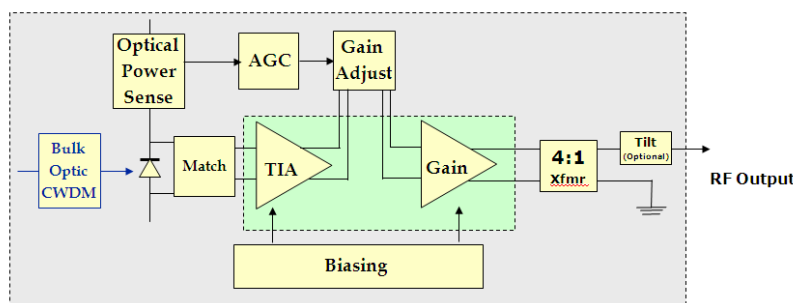 Optical
Power
Sense
AGC
Gain
Adjust
Bulk
Optic
CWDM
Match
TIA
Gain
4:1
Xfmr
Tilt
(Optional)
RF Output
Biasing